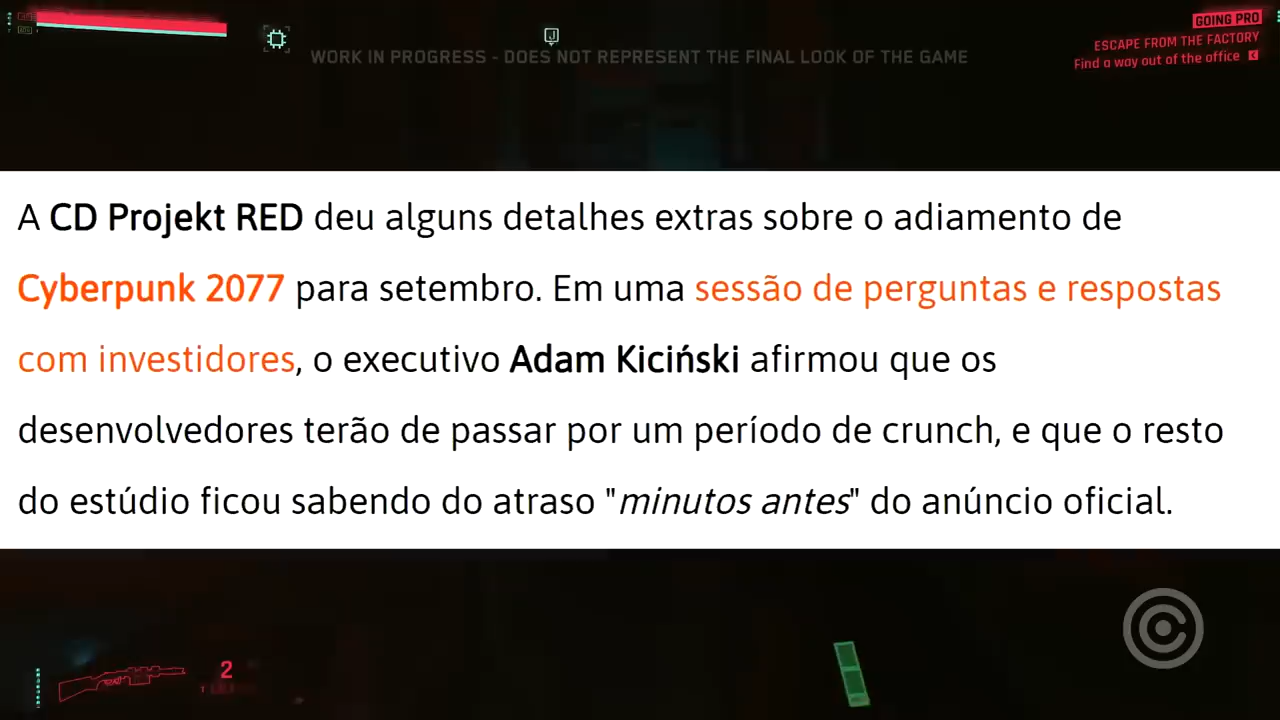 GOING PRO
WORK IN PROGRESS - DOES NOT REPRESENT THE FINAL LOOK OF THE GAME
ESCAPE FROM THE FACTORY
Find a way out of the office
A CD Projekt RED deu alguns detalhes extras sobre o adiamento de
Cyberpunk 2077 para setembro. Em uma sessão de perguntas e respostas
com investidores, o executivo Adam Kiciński afirmou que os
desenvolvedores terão de passar por um período de crunch, e que o resto
do estúdio ficou sabendo do atraso "minutos antes" do anúncio oficial.
2